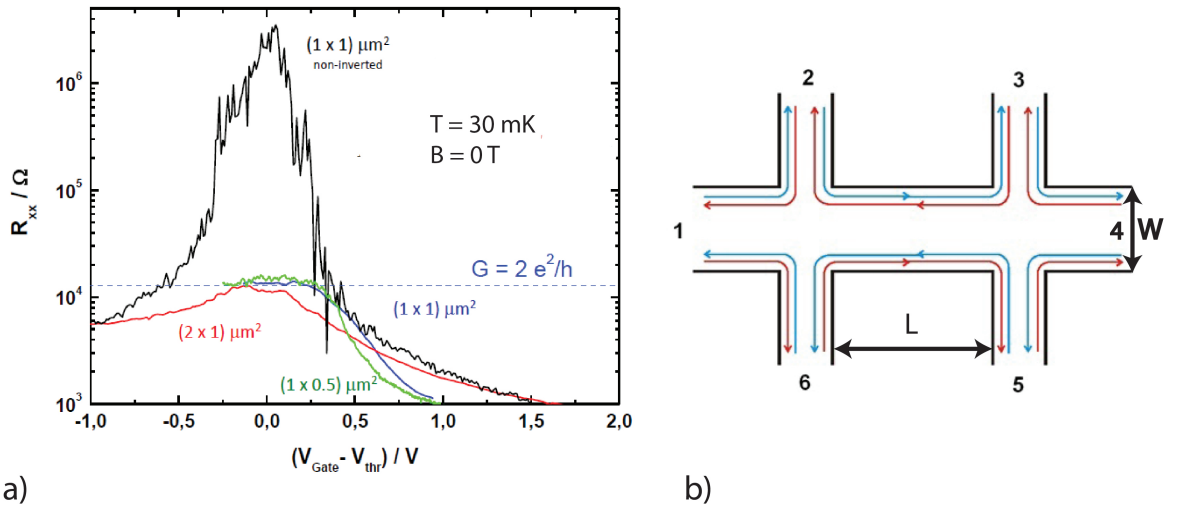 (1 x 1) μm²
non-inverted
T = 30 mK
B = 0 T
G = 2 e²/h
(1 x 1) μm²
(2 x 1) μm²
(1 x 0.5) μm²
R_xx / Ω
10⁶
10⁵
10⁴
10³
-1,0 -0,5 0,0 0,5 1,0 1,5 2,0
(V_Gate - V_thr) / V
a)
2 3
1 4 W
L
6 5
b)